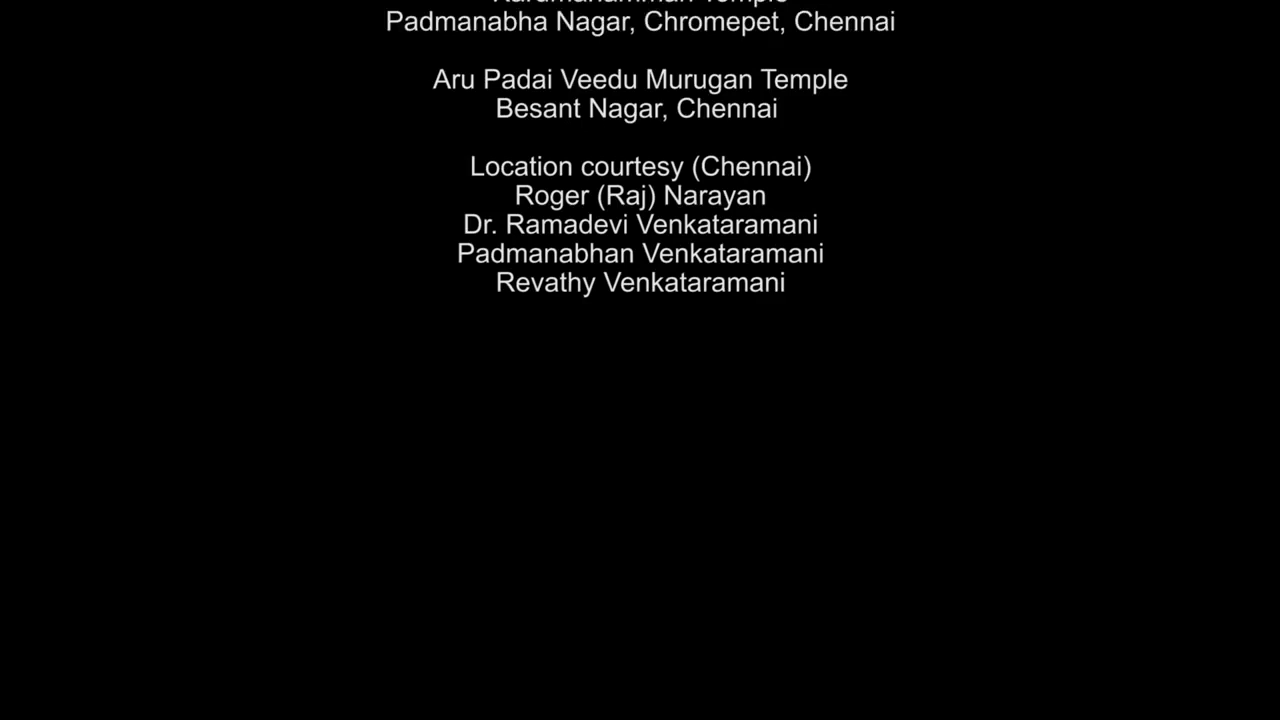 Temple
Padmanabha Nagar, Chromepet, Chennai
Aru Padai Veedu Murugan Temple
Besant Nagar, Chennai
Location courtesy (Chennai)
Roger (Raj) Narayan
Dr. Ramadevi Venkataramani
Padmanabhan Venkataramani
Revathy Venkataramani